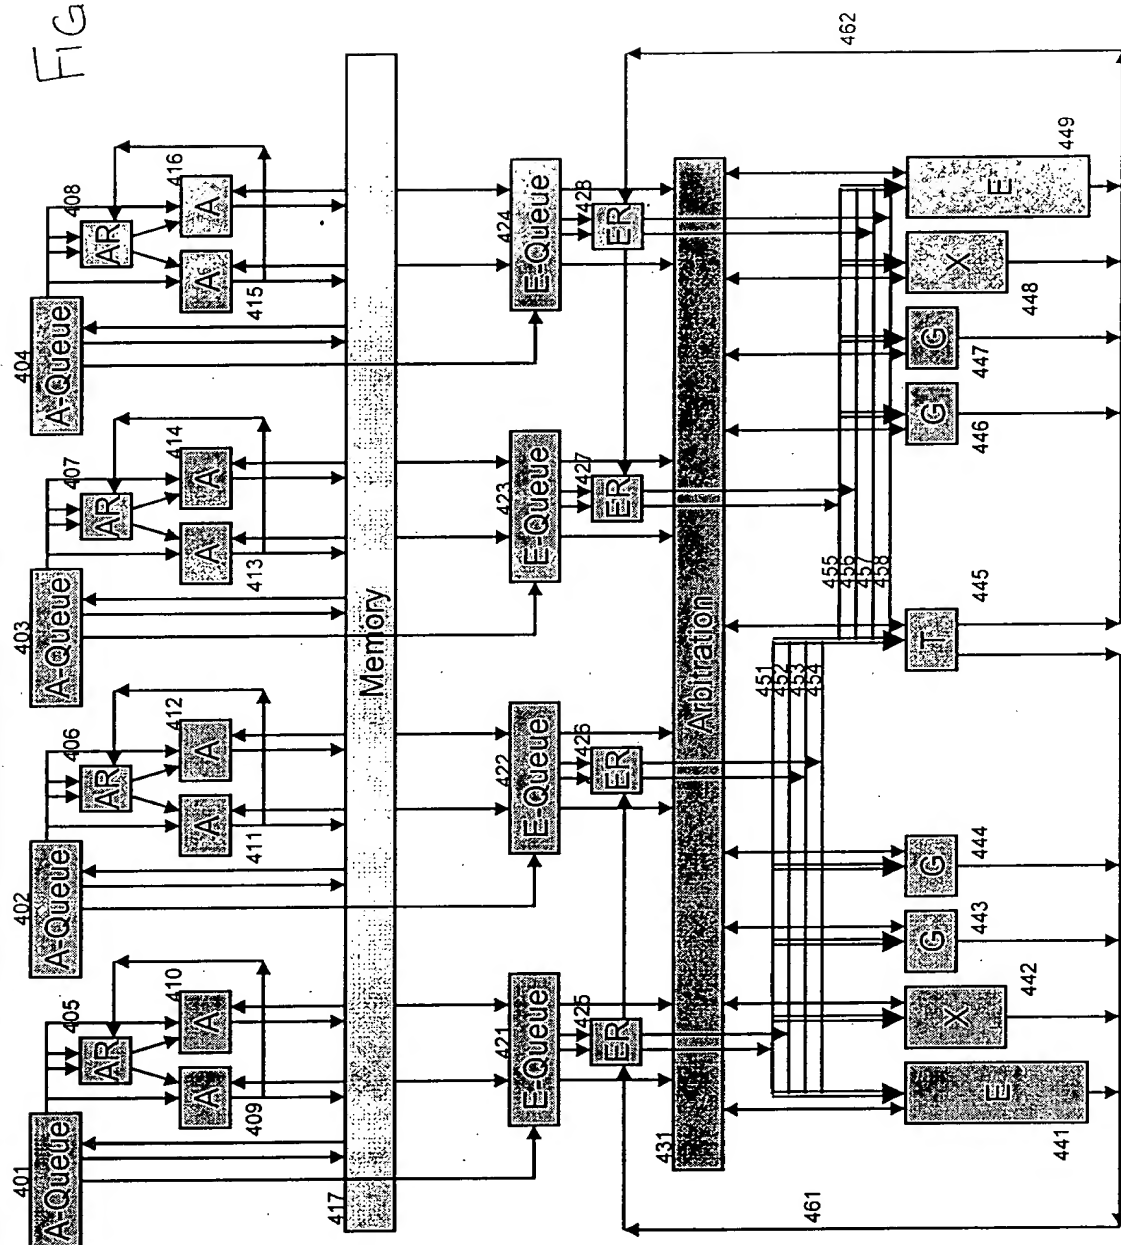 FIG
401 A-Queue
402 A-Queue
403 A-Queue
404 A-Queue
405 AR
406 AR
407 AR
408 AR
409 A
410 A
411 A
412 A
413 A
414 A
415 A
416 A
417 Memory
421 E-Queue
422 E-Queue
423 E-Queue
424 E-Queue
425 ER
426 ER
427 ER
428 ER
431 Arbitration
451
452
453
454
455
456
457
458
441 E
442 X
443 G
444 G
445 T
446 G
447 G
448 X
449 E
461
462